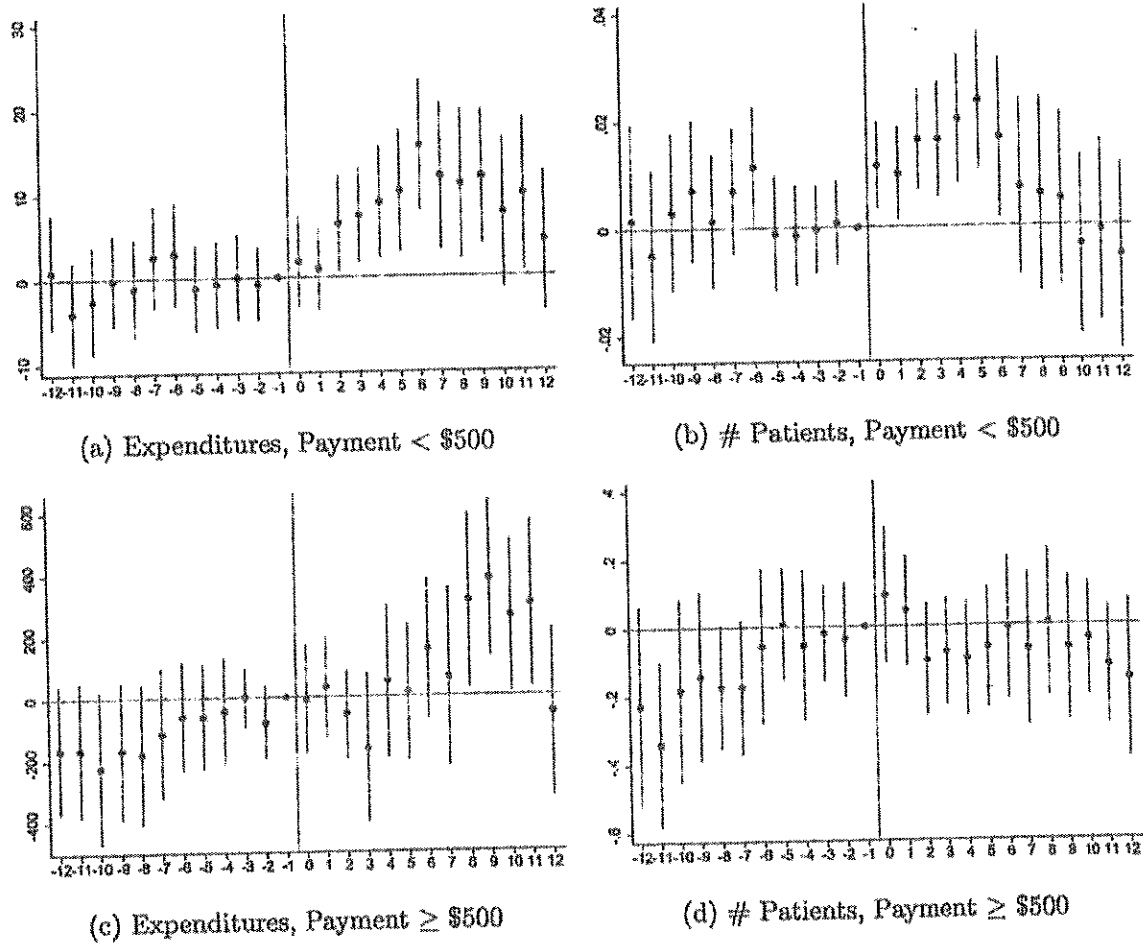 30
20
10
0
-10
-12 -11 -10 -9 -8 -7 -6 -5 -4 -3 -2 -1 0 1 2 3 4 5 6 7 8 9 10 11 12
(a) Expenditures, Payment < $500
.04
.02
0
-.02
-12 -11 -10 -9 -8 -7 -6 -5 -4 -3 -2 -1 0 1 2 3 4 5 6 7 8 9 10 11 12
(b) # Patients, Payment < $500
600
400
200
0
-200
-400
-12 -11 -10 -9 -8 -7 -6 -5 -4 -3 -2 -1 0 1 2 3 4 5 6 7 8 9 10 11 12
(c) Expenditures, Payment ≥ $500
.4
.2
0
-.2
-.4
-.6
-12 -11 -10 -9 -8 -7 -6 -5 -4 -3 -2 -1 0 1 2 3 4 5 6 7 8 9 10 11 12
(d) # Patients, Payment ≥ $500